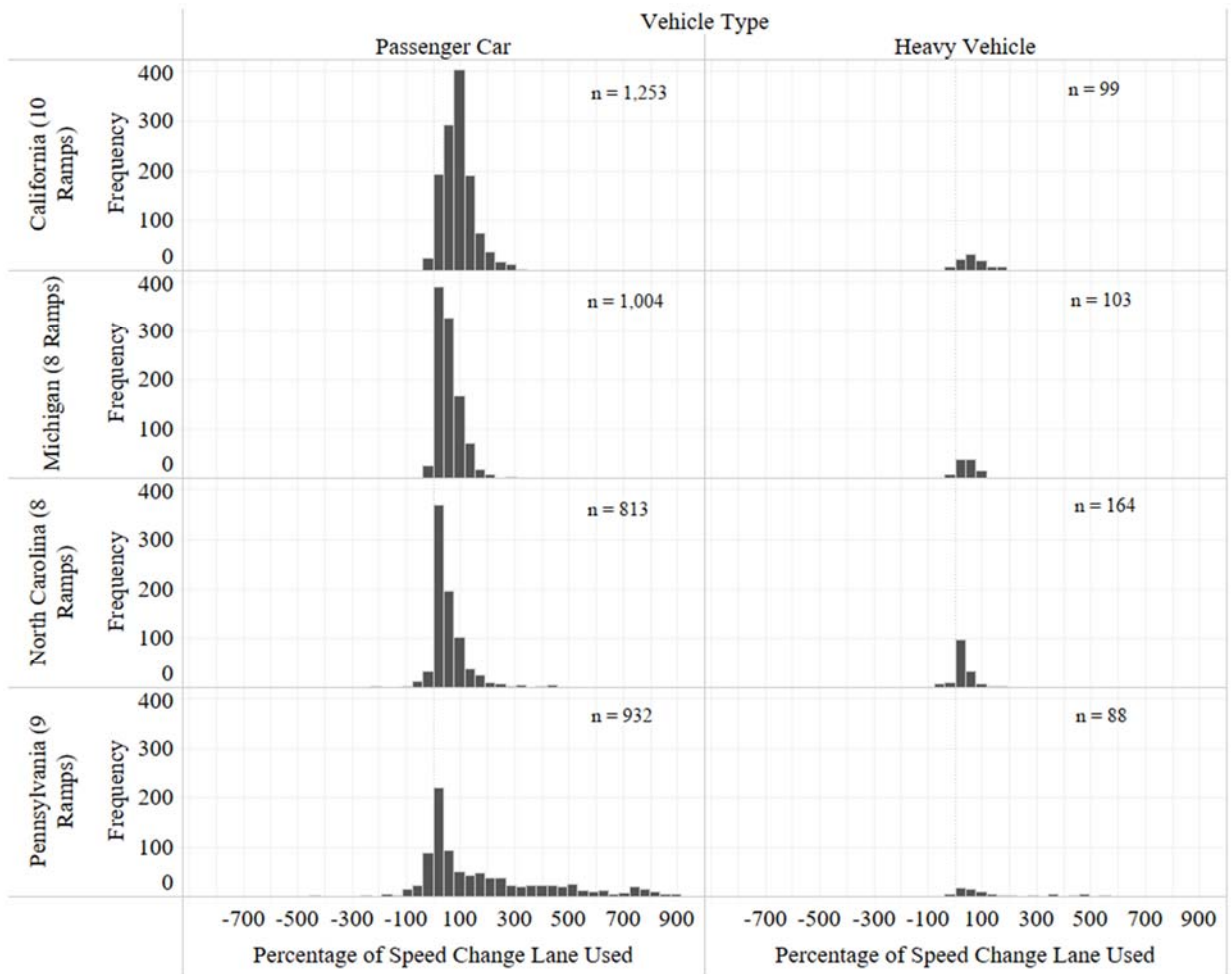 Vehicle Type
Passenger Car
Heavy Vehicle
California (10
Ramps)
Frequency
400
300
200
100
0
n = 1,253
n = 99
Michigan (8 Ramps)
Frequency
400
300
200
100
0
n = 1,004
n = 103
North Carolina (8
Ramps)
Frequency
400
300
200
100
0
n = 813
n = 164
Pennsylvania (9
Ramps)
Frequency
400
300
200
100
0
n = 932
n = 88
-700 -500 -300 -100 100 300 500 700 900
-700 -500 -300 -100 100 300 500 700 900
Percentage of Speed Change Lane Used
Percentage of Speed Change Lane Used